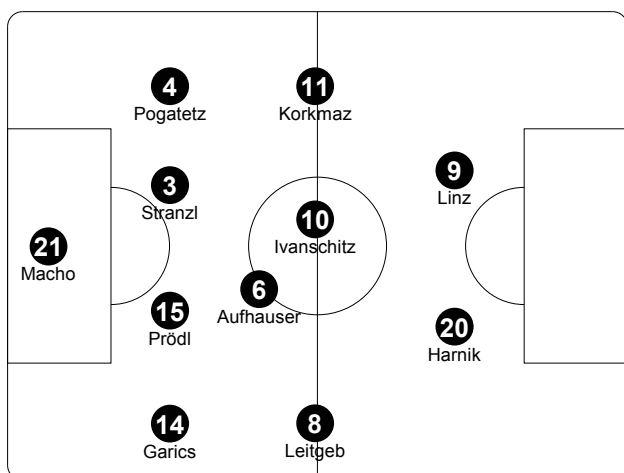 4
Pogatetz
11
Korkmaz
3
Stranzl
9
Linz
10
Ivanschitz
21
Macho
6
Aufhauser
15
Prödl
20
Harnik
14
Garics
8
Leitgeb